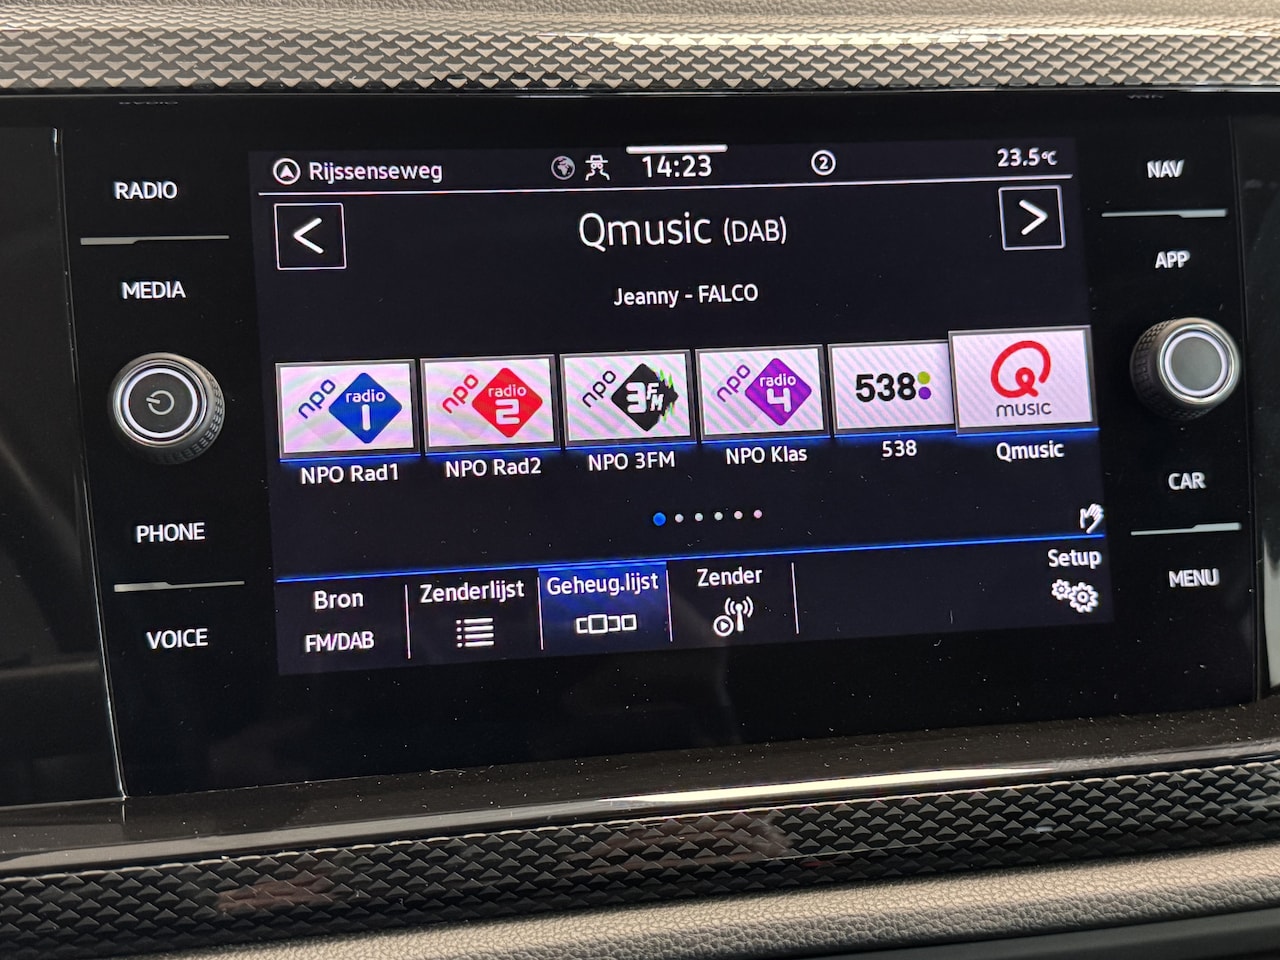 RADIO
MEDIA
PHONE
VOICE
Rijssenseweg
14:23
2
23.5°C
<
Qmusic (DAB)
>
Jeanny - FALCO
npo radio 1
npo radio 2
npo 3FM
npo radio 4
538
Q MUSIC
NPO Rad1
NPO Rad2
NPO 3FM
NPO Klas
538
Qmusic
Bron
FM/DAB
Zenderlijst
Geheug.lijst
Zender
Setup
NAV
APP
CAR
MENU